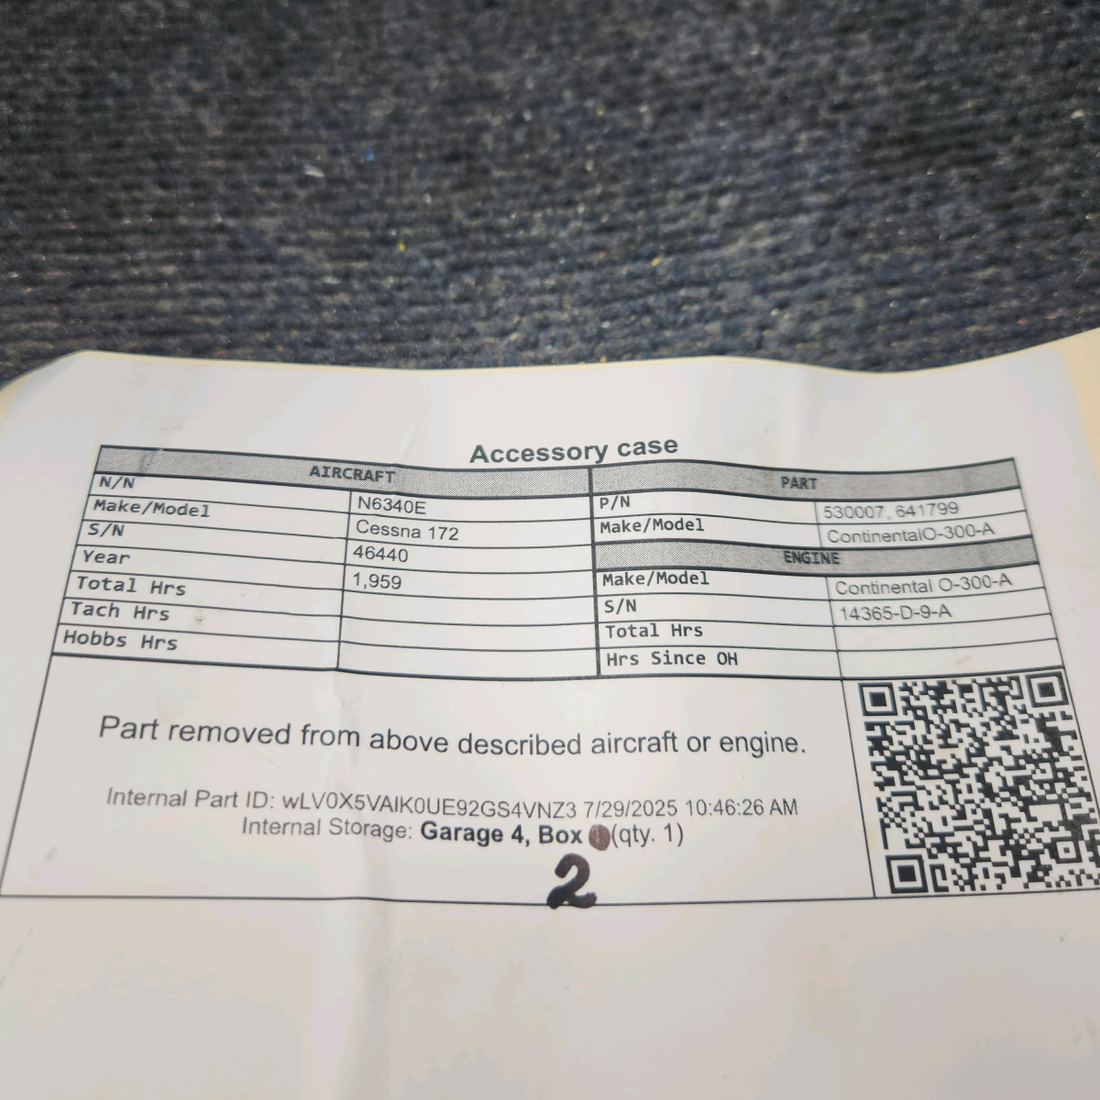 Accessory case
AIRCRAFT PART
N/N N6340E P/N 530007, 641799
Make/Model Cessna 172 Make/Model ContinentalO-300-A
S/N 46440 ENGINE
Year 1,959 Make/Model Continental O-300-A
Total Hrs S/N 14365-D-9-A
Tach Hrs Total Hrs
Hobbs Hrs Hrs Since OH
Part removed from above described aircraft or engine.
Internal Part ID: wLV0X5VAIK0UE92GS4VNZ3 7/29/2025 10:46:26 AM
Internal Storage: Garage 4, Box (qty. 1)
2